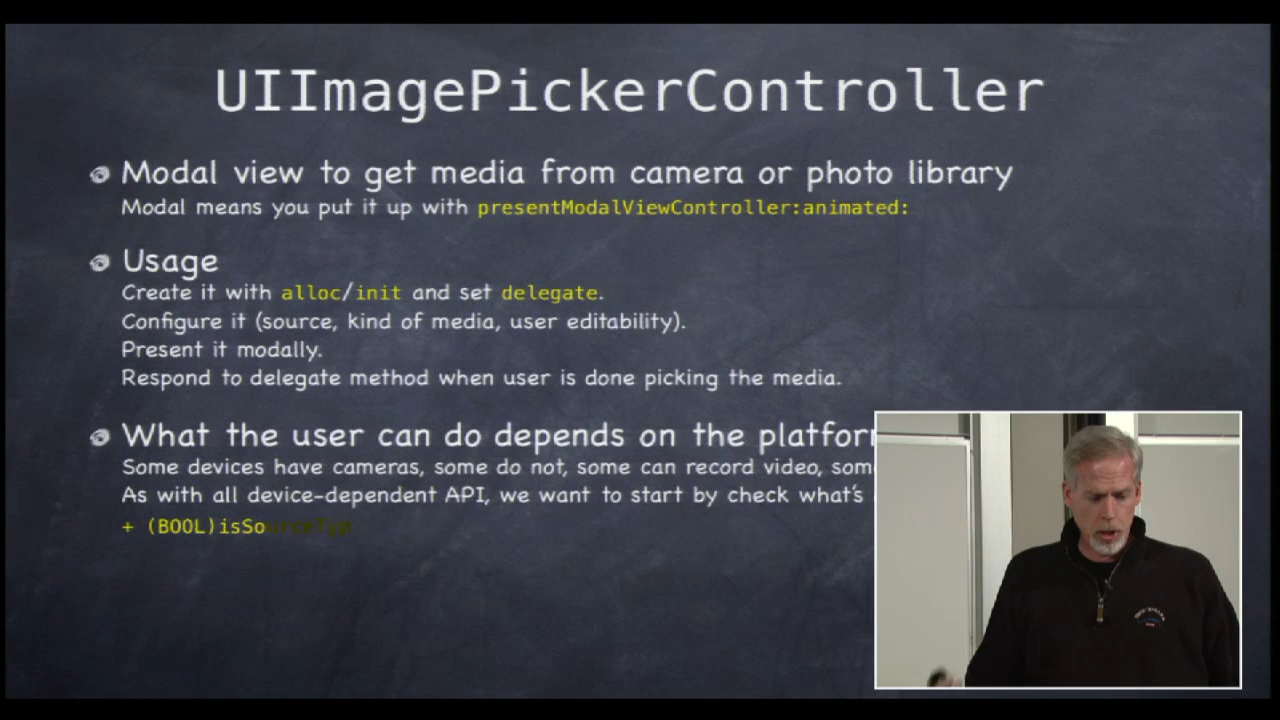 UIImagePickerController
Modal view to get media from camera or photo library
Modal means you put it up with presentModalViewController:animated:
Usage
Create it with alloc/init and set delegate.
Configure it (source, kind of media, user editability).
Present it modally.
Respond to delegate method when user is done picking the media.
What the user can do depends on the platfor
Some devices have cameras, some do not, some can record video, som
As with all device-dependent API, we want to start by check what's
+ (BOOL)isSourceTyp